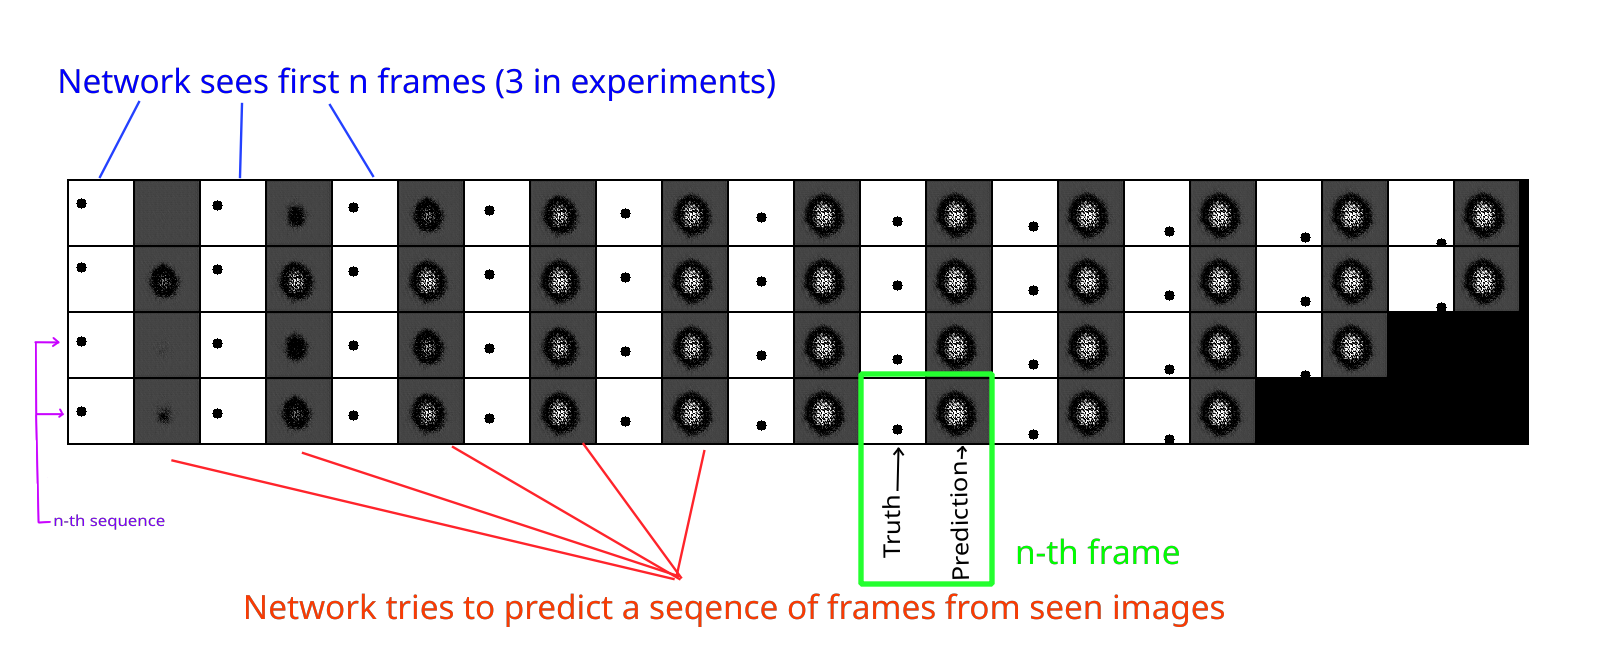 Network sees first n frames (3 in experiments)
n-th sequence
Truth
Prediction
n-th frame
Network tries to predict a seqence of frames from seen images